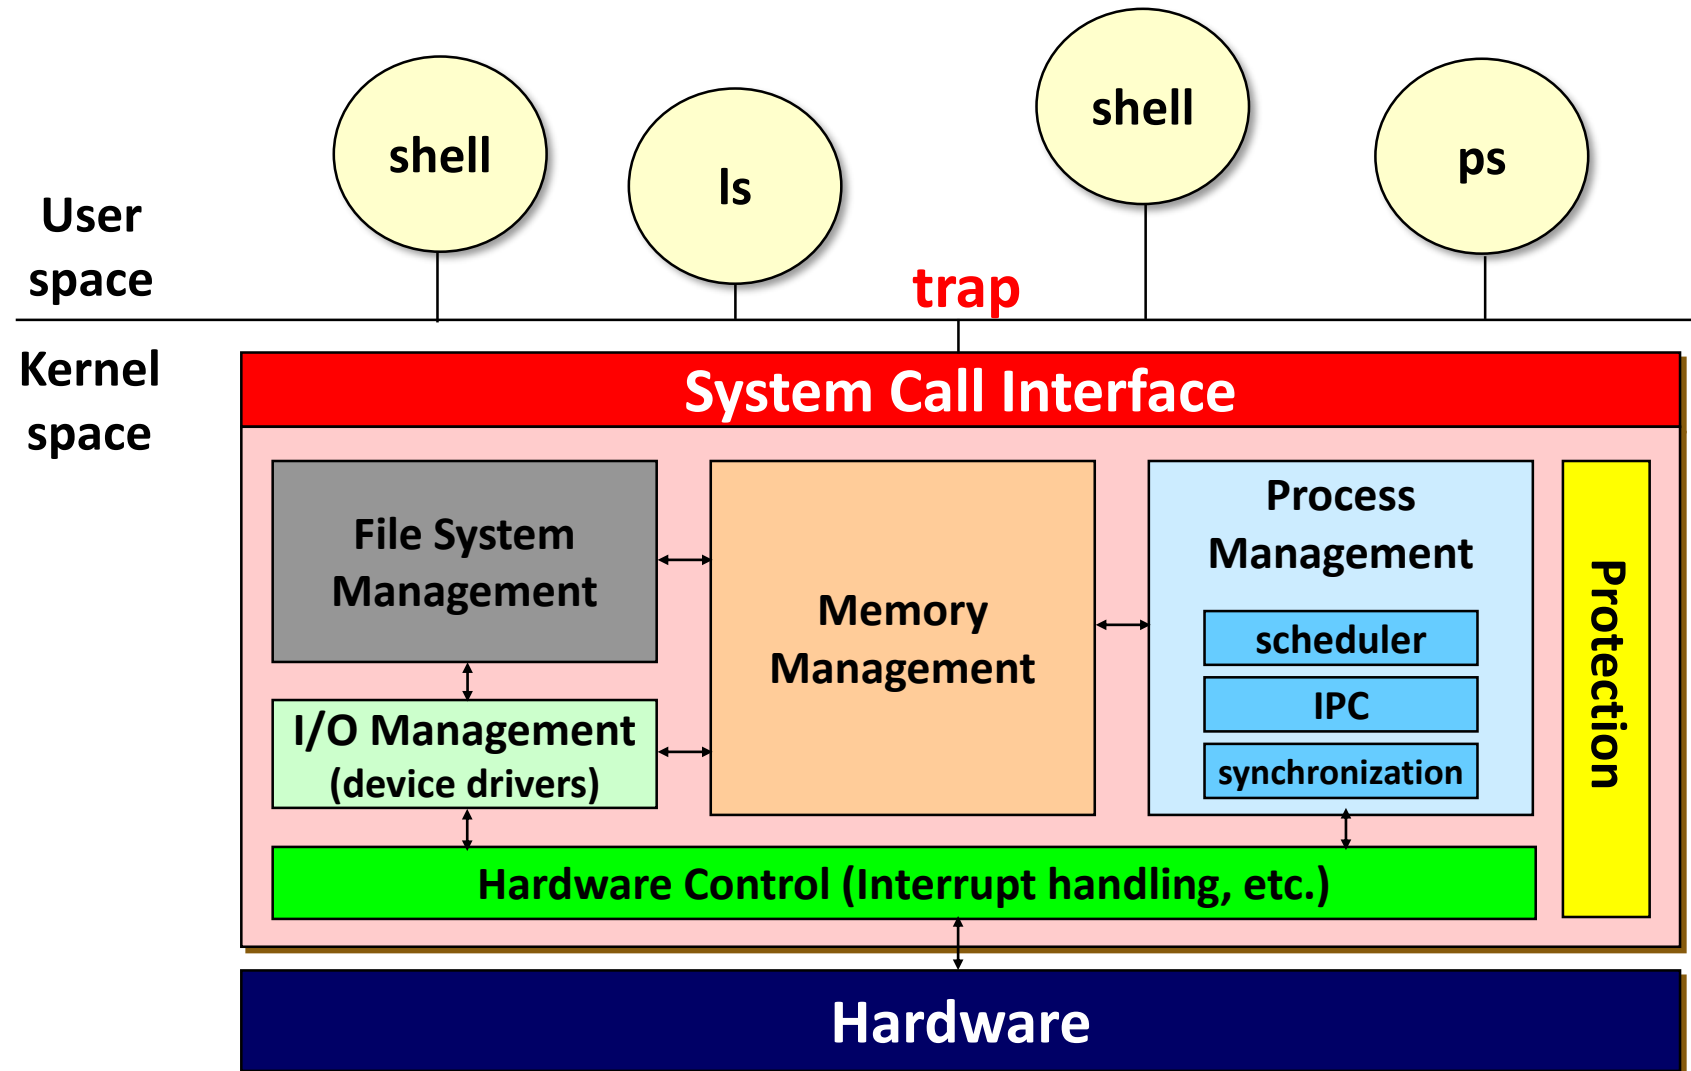 shell
ls
shell
ps
User
space
trap
Kernel
space
System Call Interface
File System
Management
Memory
Management
Process
Management
scheduler
IPC
synchronization
Protection
I/O Management
(device drivers)
Hardware Control (Interrupt handling, etc.)
Hardware